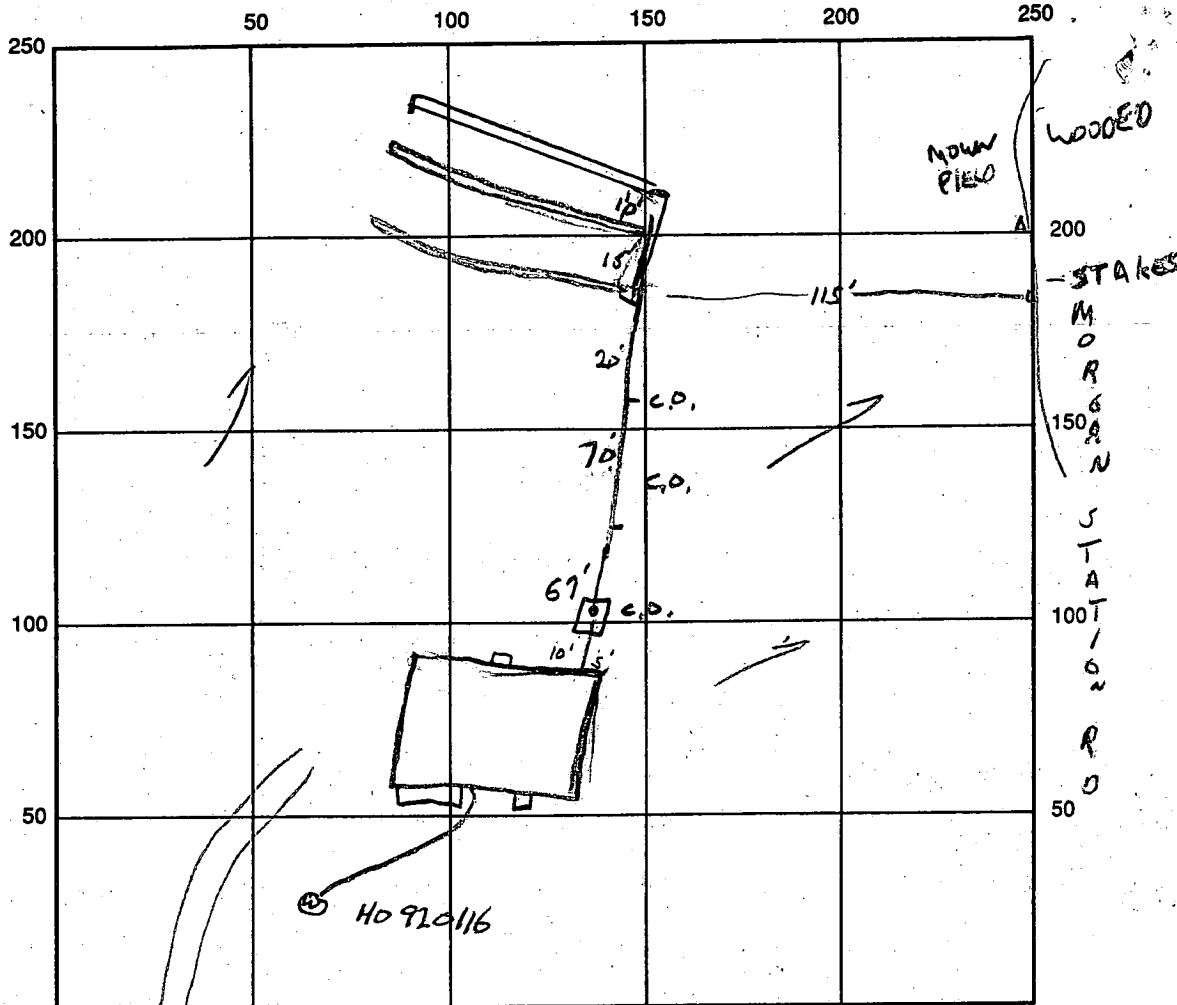 50 100 150 200 250
250
MOWN
FIELD
WOODED
10'
200 200
15'
- STAKES
115'
20'
C.O.
150 150
70'
C.O.
67'
C.O.
100 100
10' 5'
MORGAN STATION RD
50 50
W
HO 920116